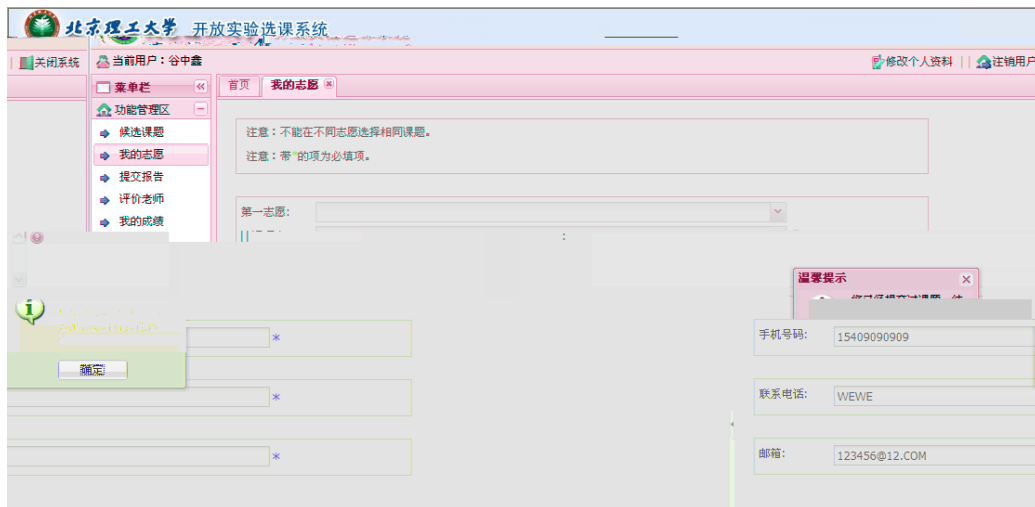 北京理工大学 开放实验选课系统
关闭系统 当前用户：谷中鑫 修改个人资料 注销用户
菜单栏 首页 我的志愿
功能管理区
候选课题
我的志愿
提交报告
评价老师
我的成绩
注意：不能在不同志愿选择相同课题。
注意：带*的项为必填项。
第一志愿：
温馨提示
确定
*
手机号码： 15409090909
*
联系电话： WEWE
*
邮箱： 123456@12.COM